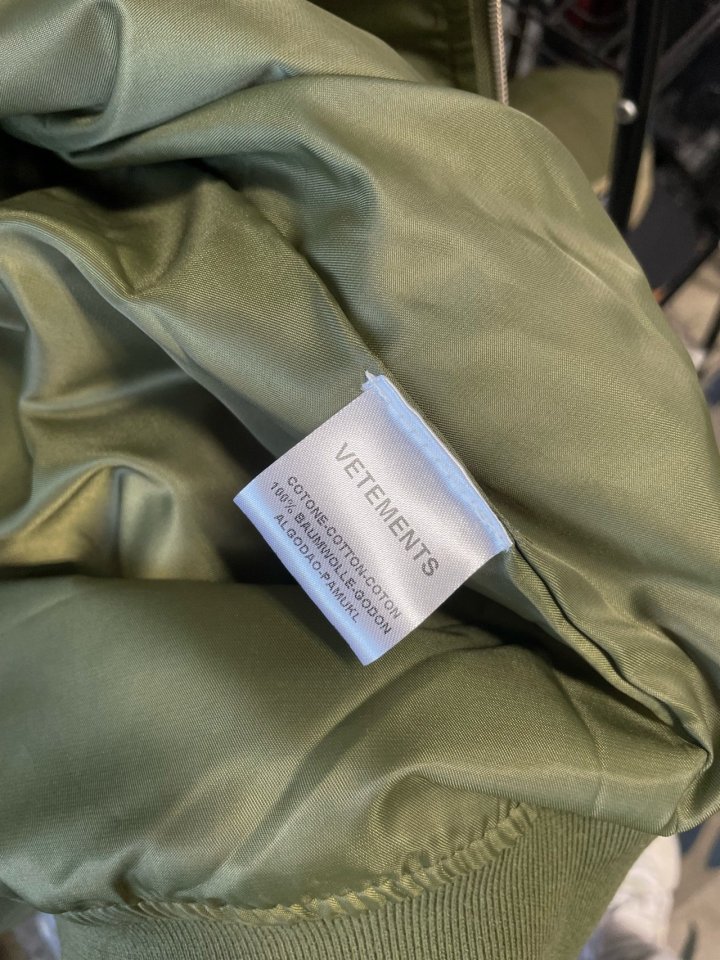 VETEMENTS
COTONE-COTTON-COTON
100% BAUMWOLLE-GODON
ALGODAO-PAMUKL